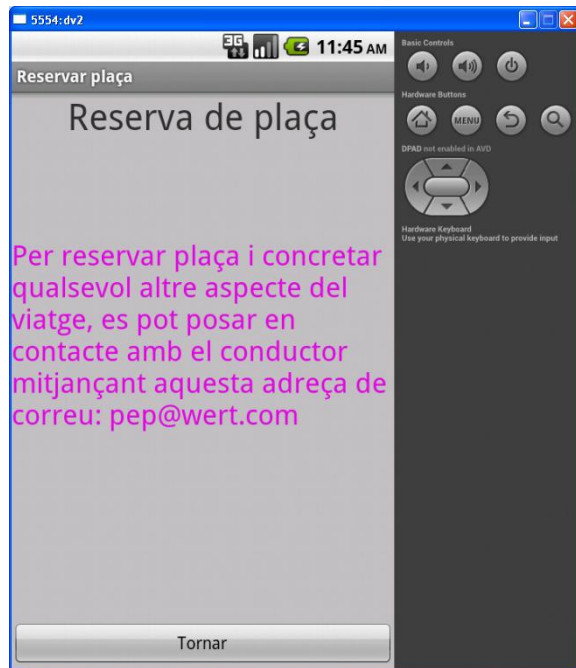 5554:dv2
3G
11:45 AM
Reservar plaça
Reserva de plaça
Per reservar plaça i concretar
qualsevol altre aspecte del
viatge, es pot posar en
contacte amb el conductor
mitjançant aquesta adreça de
correu: pep@wert.com
Tornar
Basic Controls
Hardware Buttons
MENU
DPAD not enabled in AVD
Hardware Keyboard
Use your physical keyboard to provide input